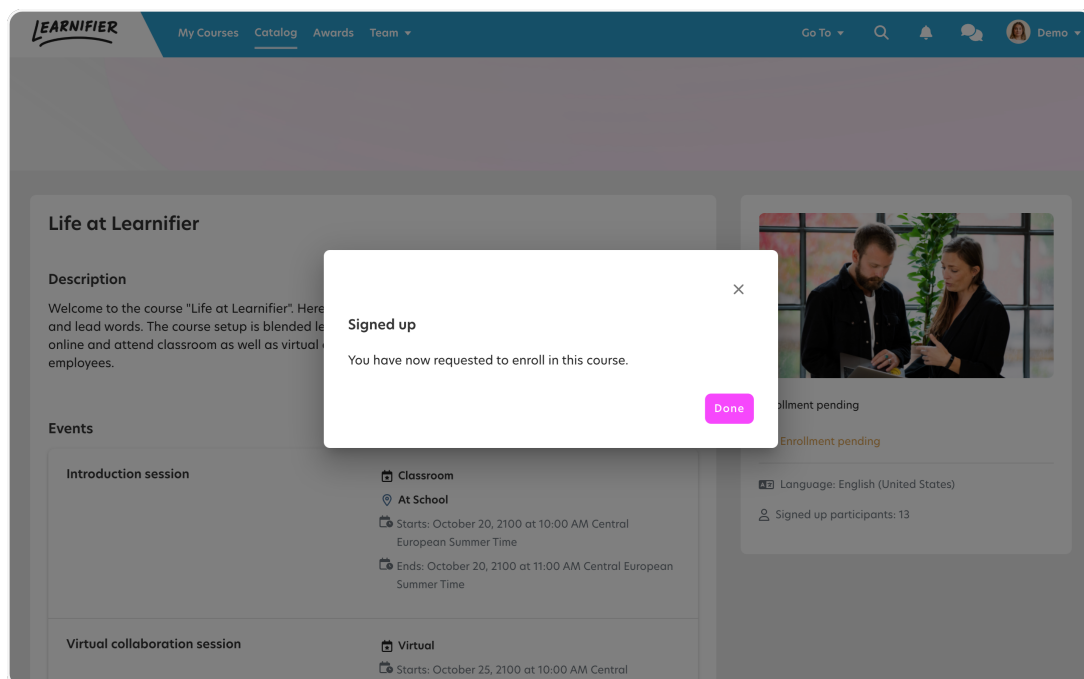 LEARNIFIER
My Courses Catalog Awards Team
Go To
Demo
Life at Learnifier
Description
Welcome to the course "Life at Learnifier". Here
and lead words. The course setup is blended le
online and attend classroom as well as virtual
employees.
Signed up
You have now requested to enroll in this course.
Done
ollment pending
Enrollment pending
Language: English (United States)
Signed up participants: 13
Events
Introduction session
Classroom
At School
Starts: October 20, 2100 at 10:00 AM Central
European Summer Time
Ends: October 20, 2100 at 11:00 AM Central European
Summer Time
Virtual collaboration session
Virtual
Starts: October 25, 2100 at 10:00 AM Central